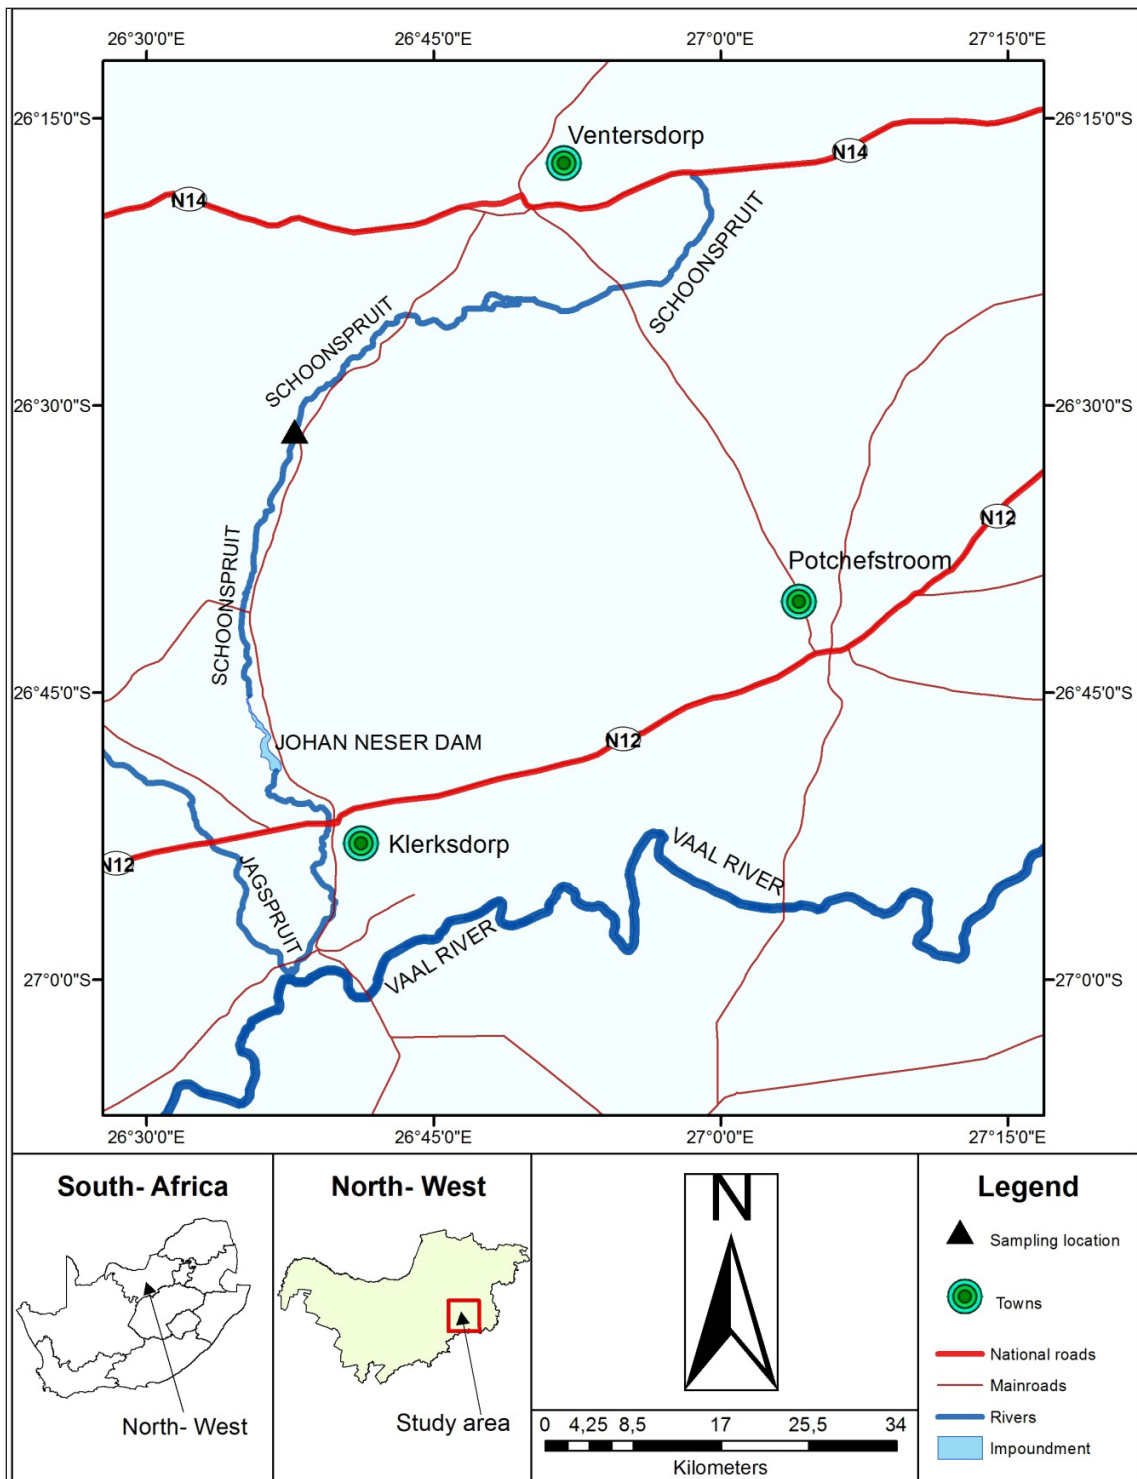 26°30'0"E
26°45'0"E
27°0'0"E
27°15'0"E
26°15'0"S
26°15'0"S
Ventersdorp
N14
N14
SCHOONSPRUIT
SCHOONSPRUIT
26°30'0"S
26°30'0"S
N12
SCHOONSPRUIT
Potchefstroom
26°45'0"S
26°45'0"S
JOHAN NESER DAM
N12
Klerksdorp
N12
JAGSPRUIT
VAAL RIVER
VAAL RIVER
27°0'0"S
27°0'0"S
26°30'0"E
26°45'0"E
27°0'0"E
27°15'0"E
South- Africa
North- West
North- West
Study area
N
0 4,25 8,5 17 25,5 34
Kilometers
Legend
Sampling location
Towns
National roads
Mainroads
Rivers
Impoundment